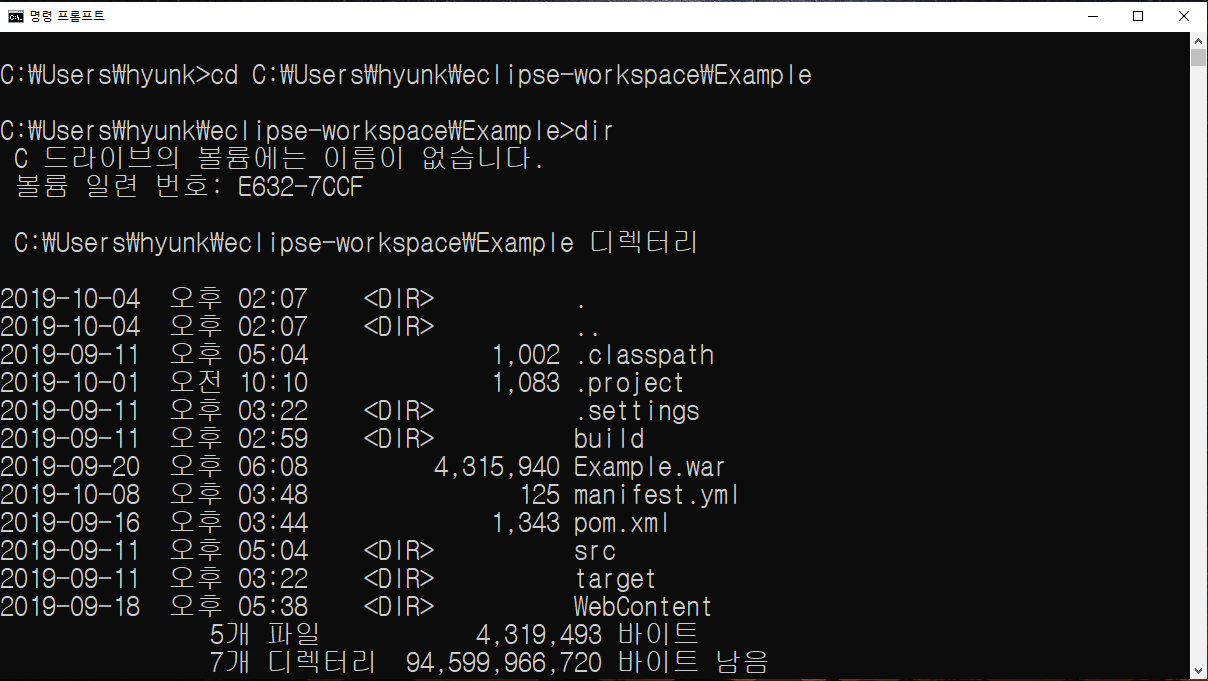 명령 프롬프트
C:₩Users₩hyunk>cd C:₩Users₩hyunk₩eclipse-workspace₩Example
C:₩Users₩hyunk₩eclipse-workspace₩Example>dir
C 드라이브의 볼륨에는 이름이 없습니다.
볼륨 일련 번호: E632-7CCF
C:₩Users₩hyunk₩eclipse-workspace₩Example 디렉터리
2019-10-04 오후 02:07 <DIR> .
2019-10-04 오후 02:07 <DIR> ..
2019-09-11 오후 05:04 1,002 .classpath
2019-10-01 오전 10:10 1,083 .project
2019-09-11 오후 03:22 <DIR> .settings
2019-09-11 오후 02:59 <DIR> build
2019-09-20 오후 06:08 4,315,940 Example.war
2019-10-08 오후 03:48 125 manifest.yml
2019-09-16 오후 03:44 1,343 pom.xml
2019-09-11 오후 05:04 <DIR> src
2019-09-11 오후 03:22 <DIR> target
2019-09-18 오후 05:38 <DIR> WebContent
5개 파일 4,319,493 바이트
7개 디렉터리 94,599,966,720 바이트 남음